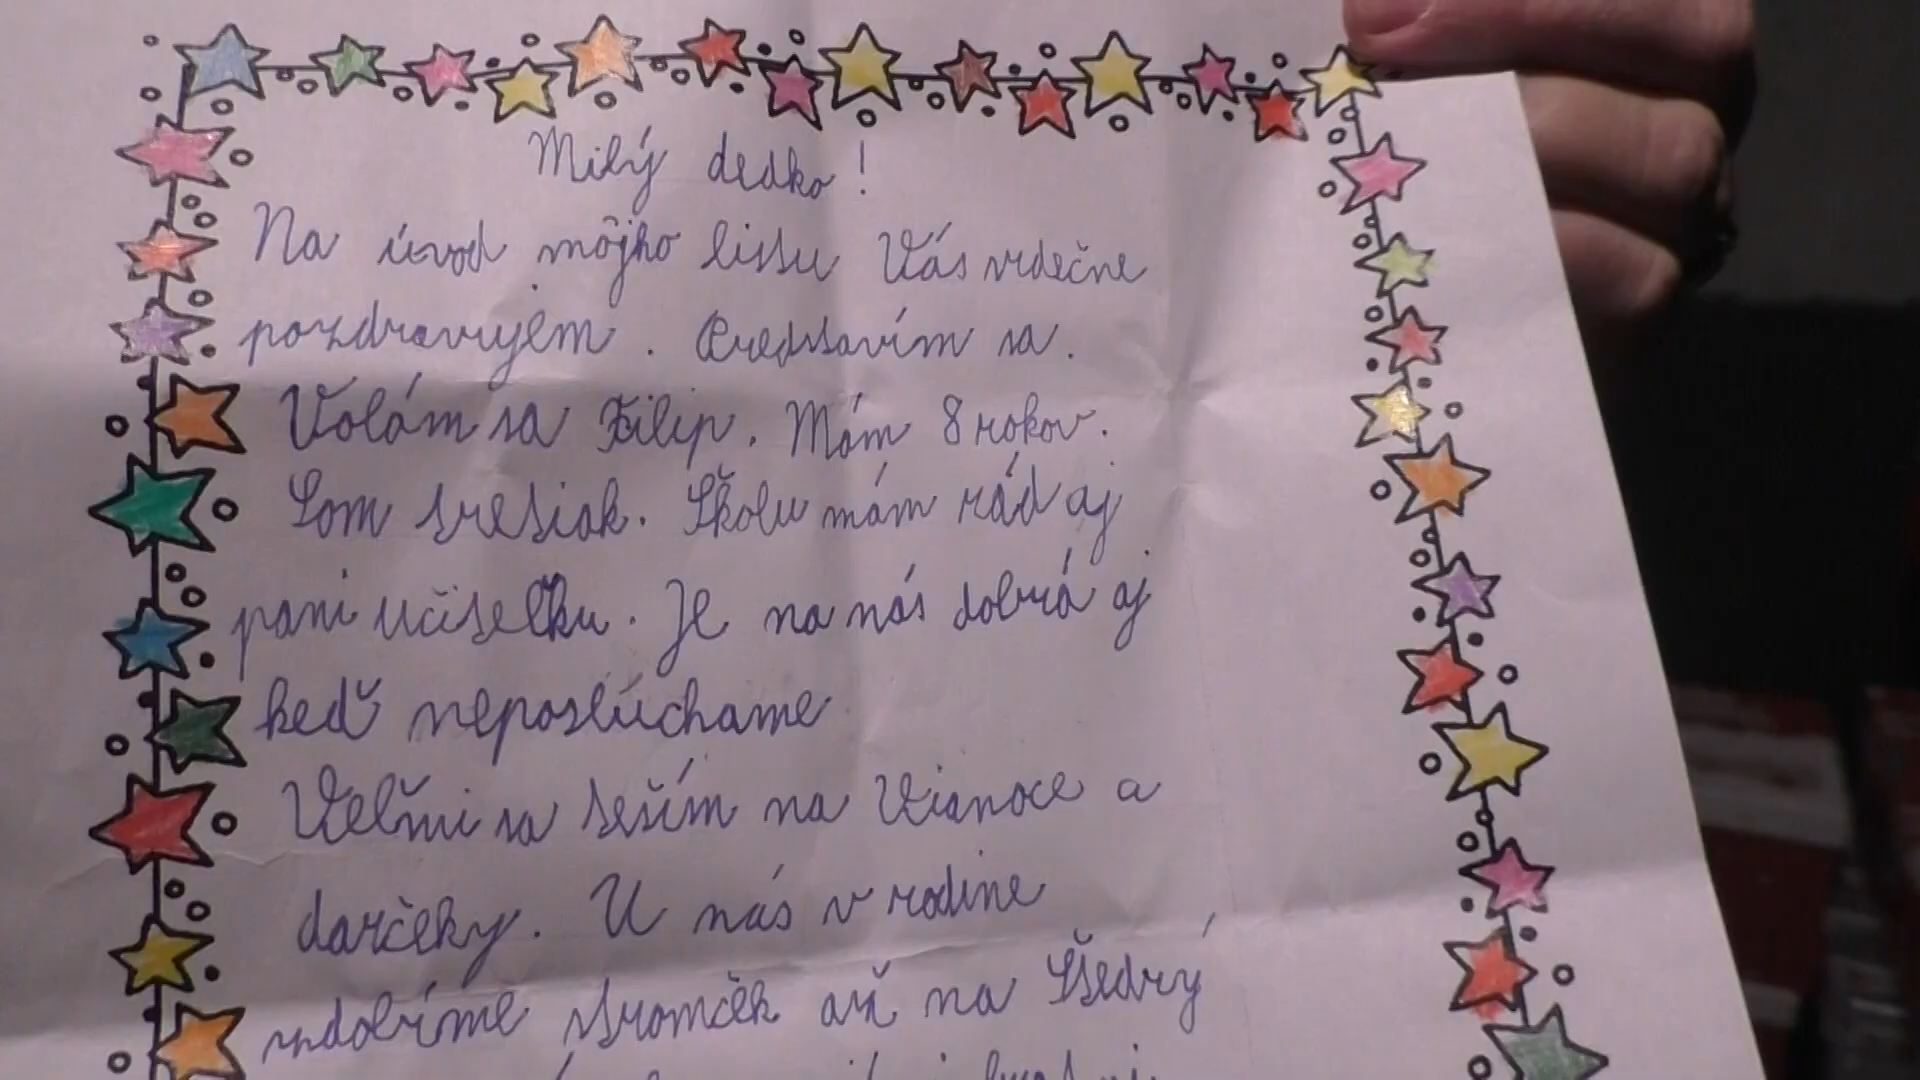 Milý dedko!
Na úvod môjho listu Vás srdečne
pozdravujem. Predstavím sa.
Volám sa Filip. Mám 8 rokov.
Som tretiak. Školu mám rád aj
pani učiteľku. Je na nás dobrá aj
keď neposlúchame
Veľmi sa teším na Vianoce a
darčeky. U nás v rodine
zdobíme stromček až na Štedrý